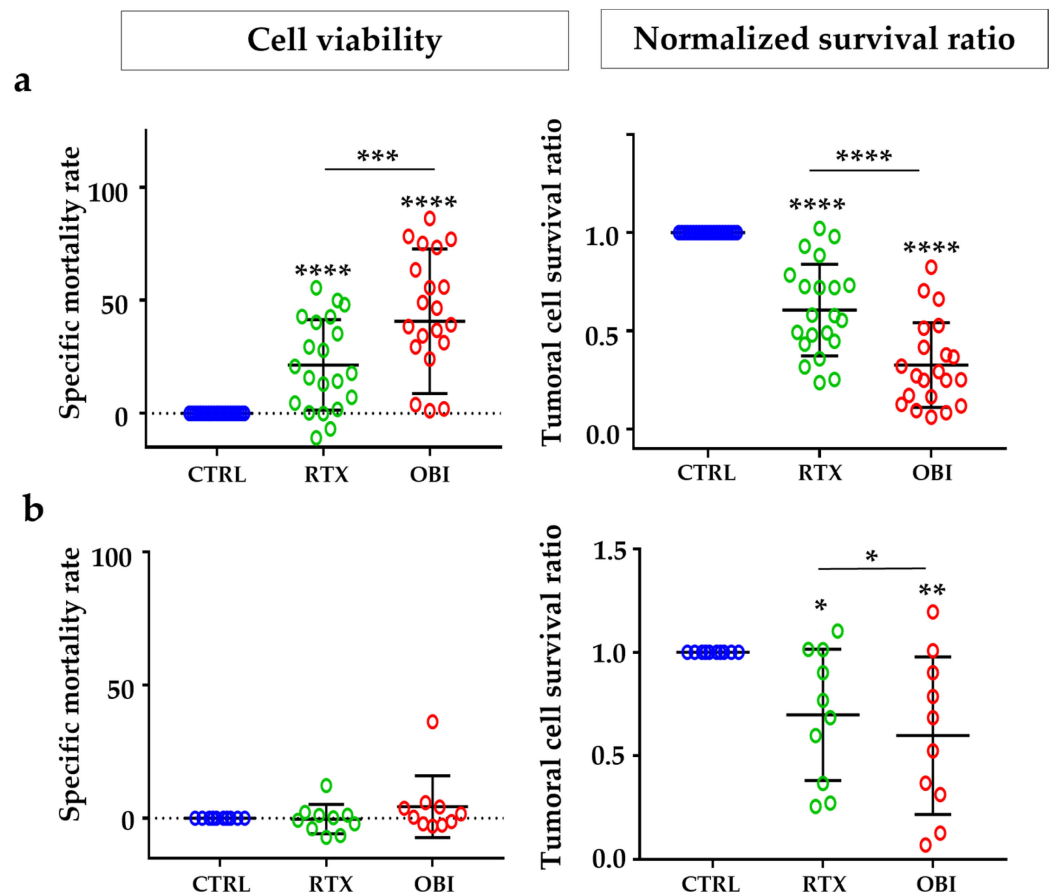 Cell viability
Normalized survival ratio
a
Specific mortality rate
100
50
0
***
****
****
CTRL
RTX
OBI
Tumoral cell survival ratio
1.0
0.5
0.0
****
****
****
CTRL
RTX
OBI
b
Specific mortality rate
100
50
0
CTRL
RTX
OBI
Tumoral cell survival ratio
1.5
1.0
0.5
0.0
*
*
**
CTRL
RTX
OBI